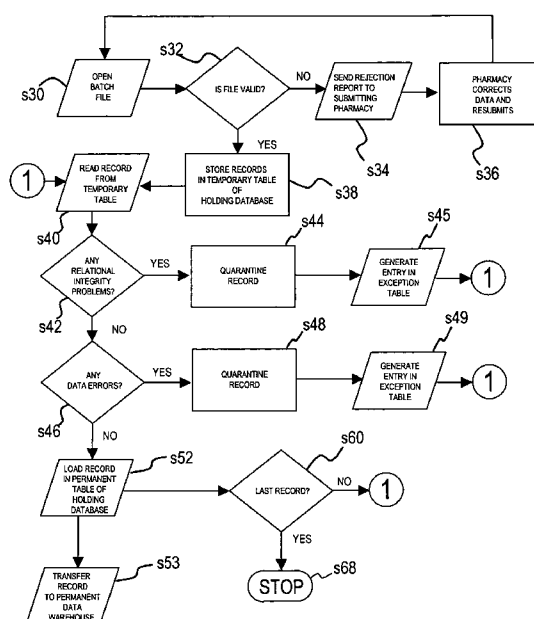 s30
OPEN
BATCH
FILE
s32
IS FILE VALID?
NO
SEND REJECTION
REPORT TO
SUBMITTING
PHARMACY
s34
PHARMACY
CORRECTS
DATA AND
RESUBMITS
s36
YES
1
READ RECORD
FROM
TEMPORARY
TABLE
s40
STORE RECORDS
IN TEMPORARY TABLE
OF
HOLDING DATABASE
s38
ANY
RELATIONAL
INTEGRITY
PROBLEMS?
s42
YES
s44
QUARANTINE
RECORD
s45
GENERATE
ENTRY IN
EXCEPTION
TABLE
1
NO
ANY
DATA ERRORS?
s46
YES
s48
QUARANTINE
RECORD
s49
GENERATE
ENTRY IN
EXCEPTION
TABLE
1
NO
s52
LOAD RECORD
IN PERMANENT
TABLE OF
HOLDING
DATABASE
s60
LAST RECORD?
NO
1
YES
s53
TRANSFER
RECORD
TO PERMANENT
DATA
WAREHOUSE
STOP
s68